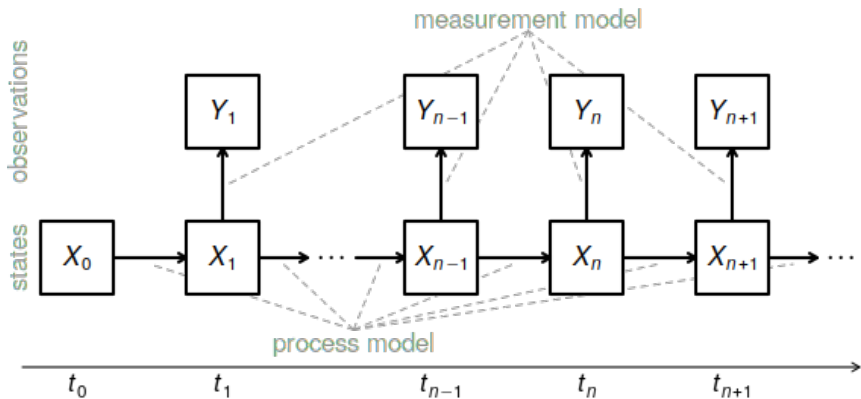 measurement model
observations
Y₁ Yₙ₋₁ Yₙ Yₙ₊₁
states
X₀ X₁ ··· Xₙ₋₁ Xₙ Xₙ₊₁ ···
process model
t₀ t₁ tₙ₋₁ tₙ tₙ₊₁